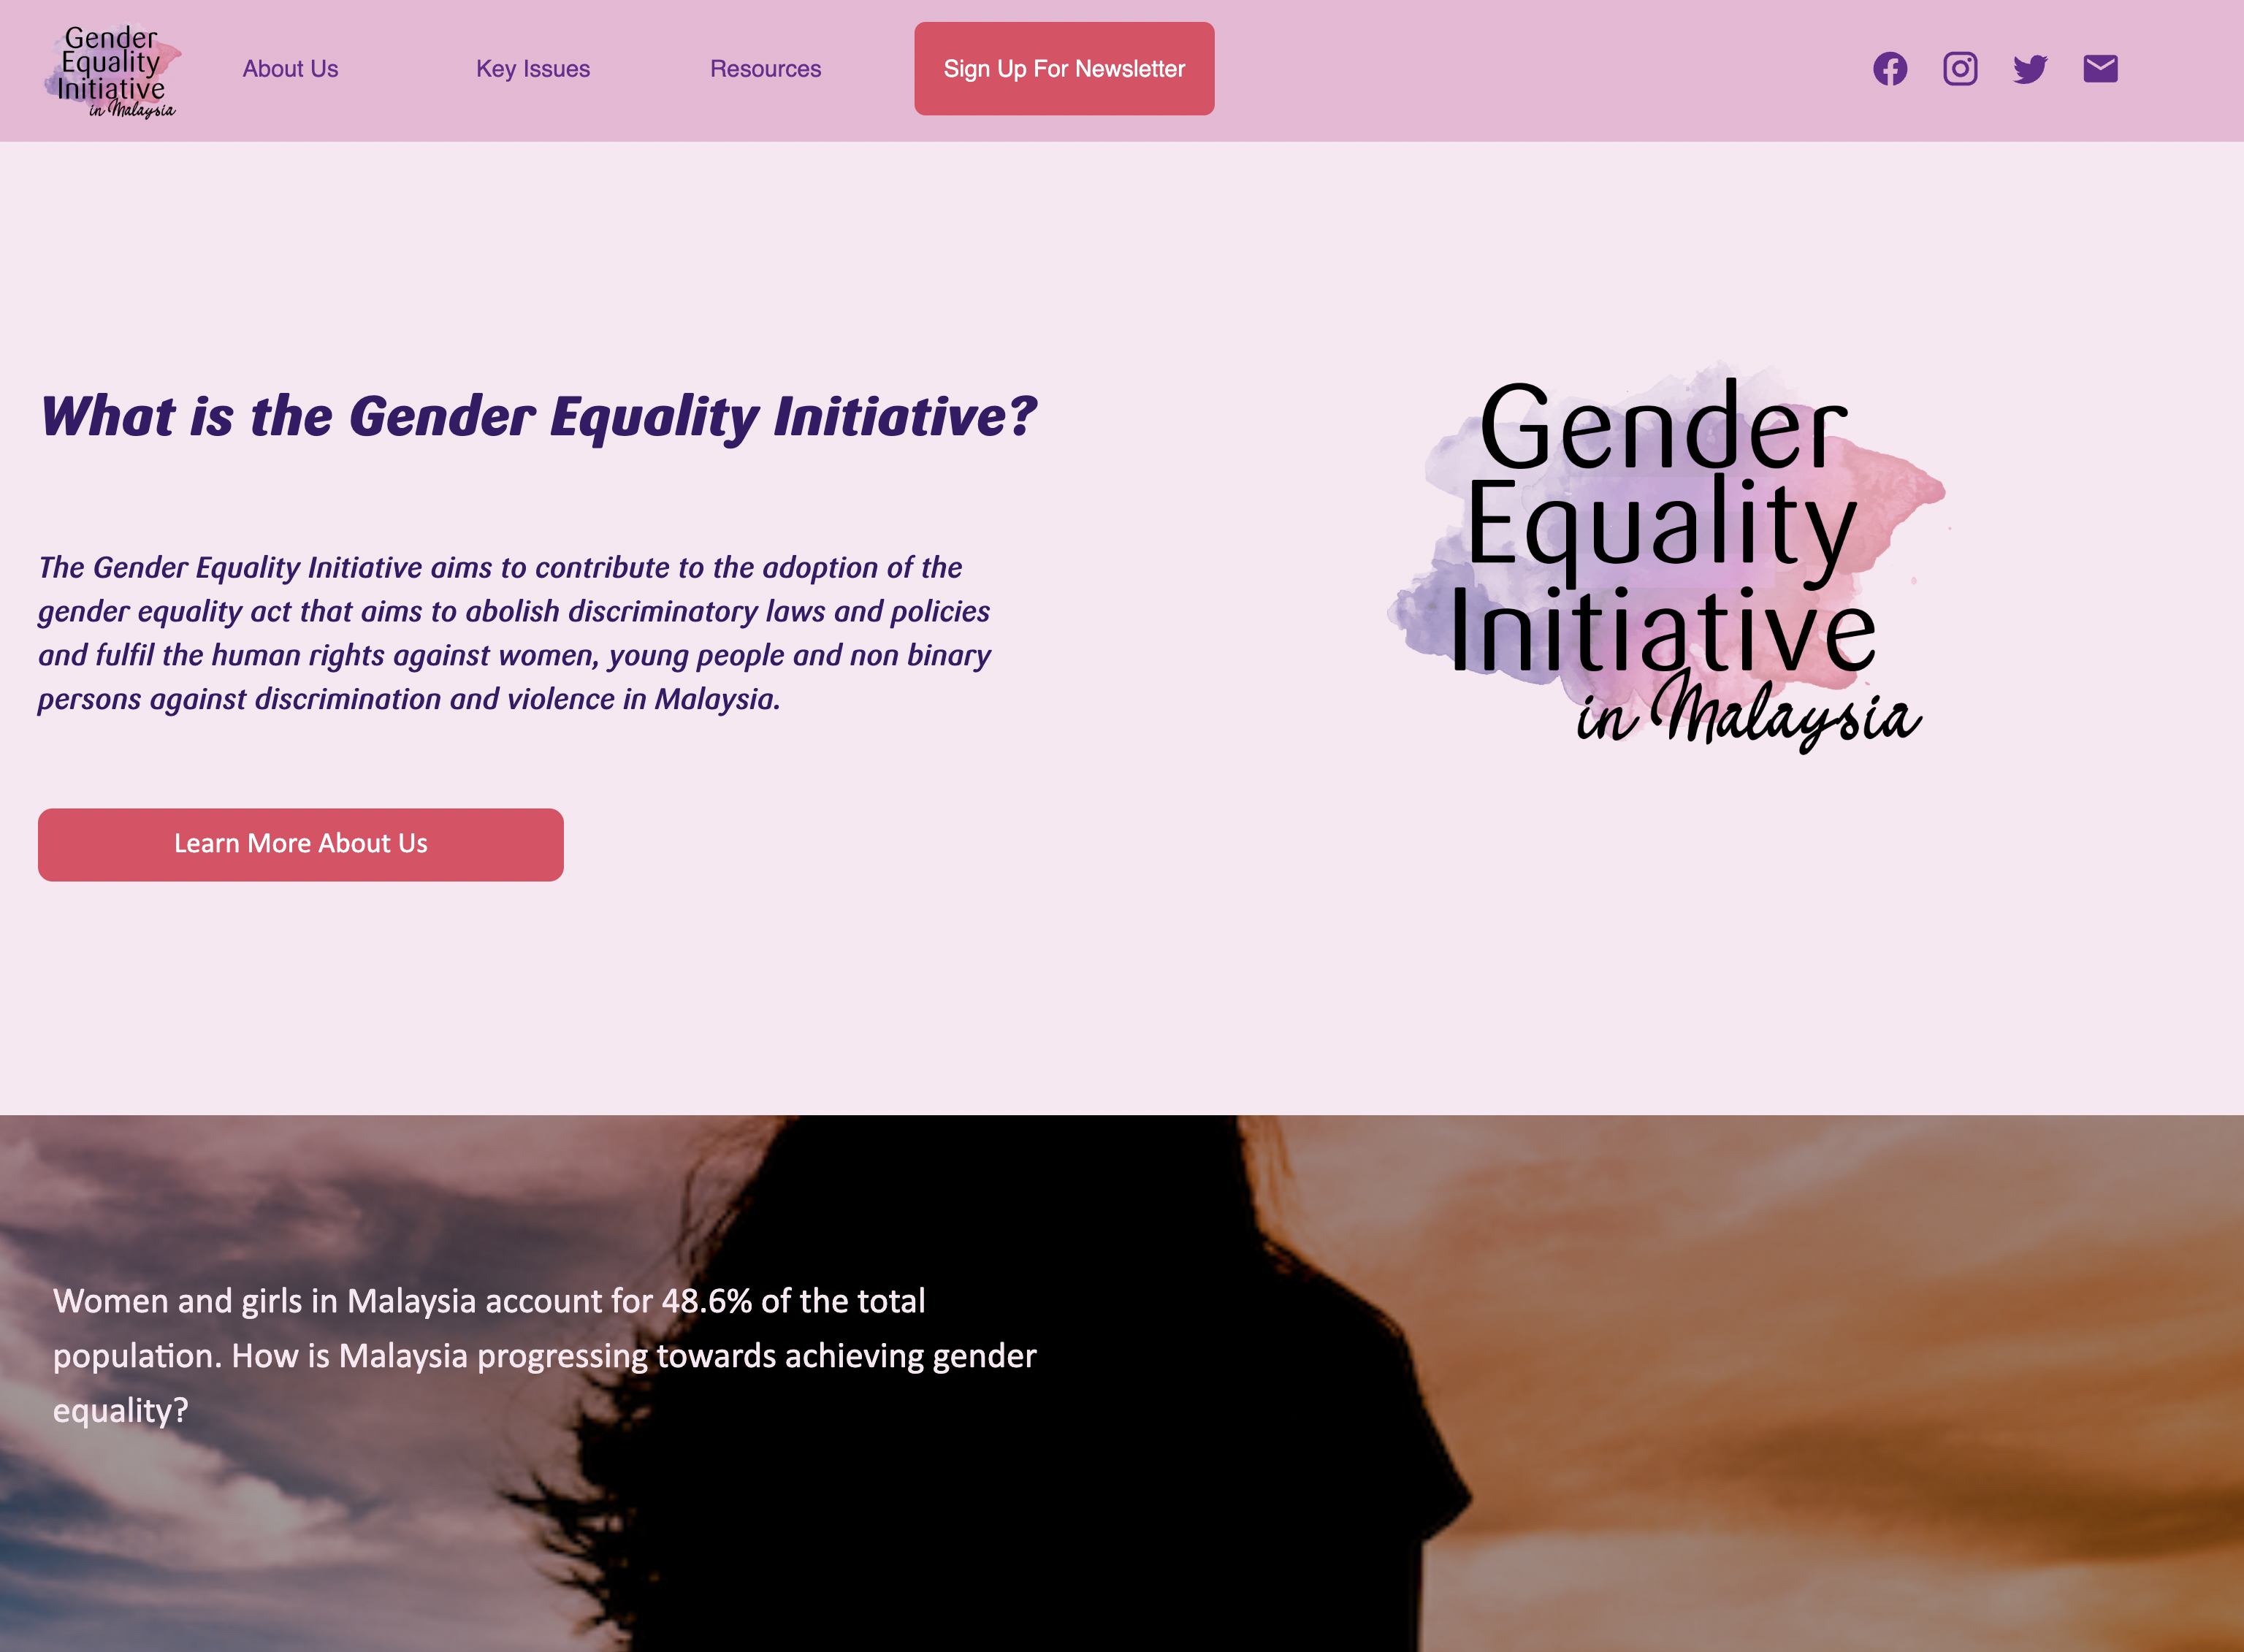 Gender
Equality
Initiative
in Malaysia
About Us
Key Issues
Resources
Sign Up For Newsletter
What is the Gender Equality Initiative?
The Gender Equality Initiative aims to contribute to the adoption of the
gender equality act that aims to abolish discriminatory laws and policies
and fulfil the human rights against women, young people and non binary
persons against discrimination and violence in Malaysia.
Learn More About Us
Gender
Equality
Initiative
in Malaysia
Women and girls in Malaysia account for 48.6% of the total
population. How is Malaysia progressing towards achieving gender
equality?